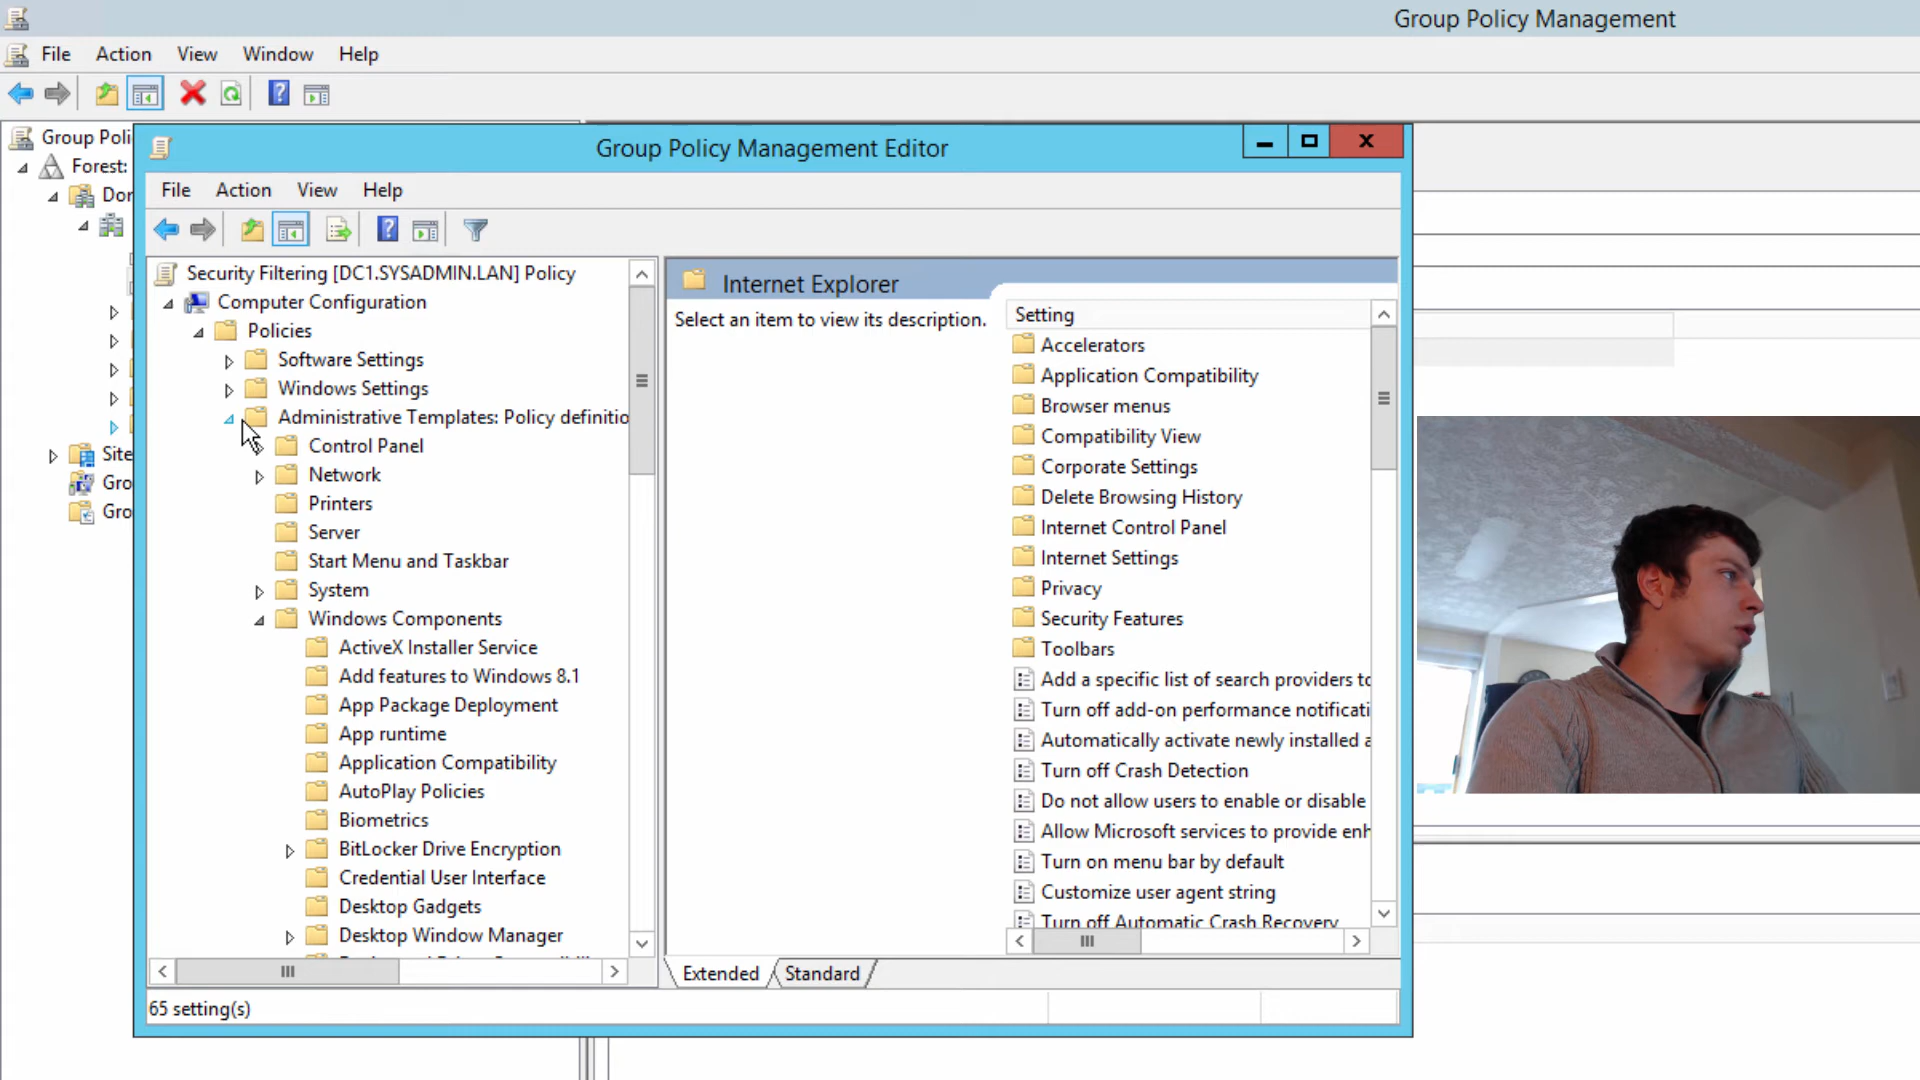 Group Policy Management
File Action View Window Help
Group Poli
Forest:
Dor
Site
Gro
Gro
Group Policy Management Editor
File Action View Help
Security Filtering [DC1.SYSADMIN.LAN] Policy
Computer Configuration
Policies
Software Settings
Windows Settings
Administrative Templates: Policy definitio
Control Panel
Network
Printers
Server
Start Menu and Taskbar
System
Windows Components
ActiveX Installer Service
Add features to Windows 8.1
App Package Deployment
App runtime
Application Compatibility
AutoPlay Policies
Biometrics
BitLocker Drive Encryption
Credential User Interface
Desktop Gadgets
Desktop Window Manager
Internet Explorer
Select an item to view its description.
Setting
Accelerators
Application Compatibility
Browser menus
Compatibility View
Corporate Settings
Delete Browsing History
Internet Control Panel
Internet Settings
Privacy
Security Features
Toolbars
Add a specific list of search providers to
Turn off add-on performance notificati
Automatically activate newly installed a
Turn off Crash Detection
Do not allow users to enable or disable
Allow Microsoft services to provide enh
Turn on menu bar by default
Customize user agent string
Turn off Automatic Crash Recovery
Extended Standard
65 setting(s)